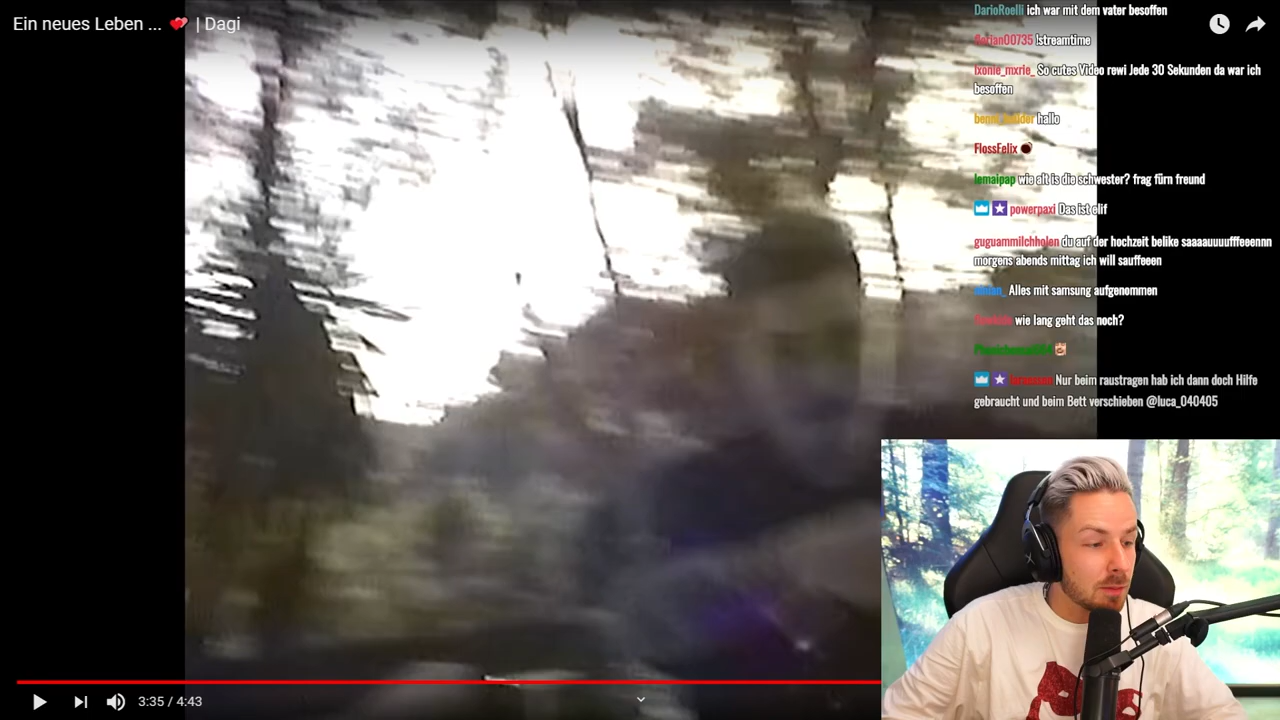 Ein neues Leben ... 💕 | Dagi
DarioRoelli ich war mit dem vater besoffen
florian00735 !streamtime
ixonie_mxrie_ So cutes Video rewi Jede 30 Sekunden da war ich
besoffen
hallo
FlossFelix
lemaipap wie alt is die schwester? frag fürn freund
powerpaxi Das ist elif
guguammilchholen du auf der hochzeit belike saaaauuuufffeeennn
morgens abends mittag ich will sauffeeen
Alles mit samsung aufgenommen
wie lang geht das noch?
Nur beim raustragen hab ich dann doch Hilfe
gebraucht und beim Bett verschieben @luca_040405
3:35 / 4:43